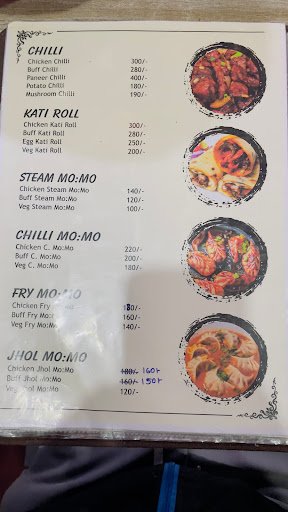 CHILLI
Chicken Chilli 300/-
Buff Chilli 280/-
Paneer Chilli 400/-
Potato Chilli 180/-
Mushroom Chilli 190/-
KATI ROLL
Chicken Kati Roll 300/-
Buff Kati Roll 280/-
Egg Kati Roll 250/-
Veg Kati Roll 200/-
STEAM MO:MO
Chicken Steam Mo:Mo 140/-
Buff Steam Mo:Mo 120/-
Veg Steam Mo:Mo 100/-
CHILLI MO:MO
Chicken C. Mo:Mo 220/-
Buff C. Mo:Mo 200/-
Veg C. Mo:Mo 180/-
FRY MO:MO
Chicken Fry Mo:Mo 180/-
Buff Fry Mo:Mo 160/-
Veg Fry Mo:Mo 140/-
JHOL MO:MO
Chicken Jhol Mo:Mo 180/- 160/-
Buff Jhol Mo:Mo 160/- 150/-
Veg Jhol Mo:Mo 120/-